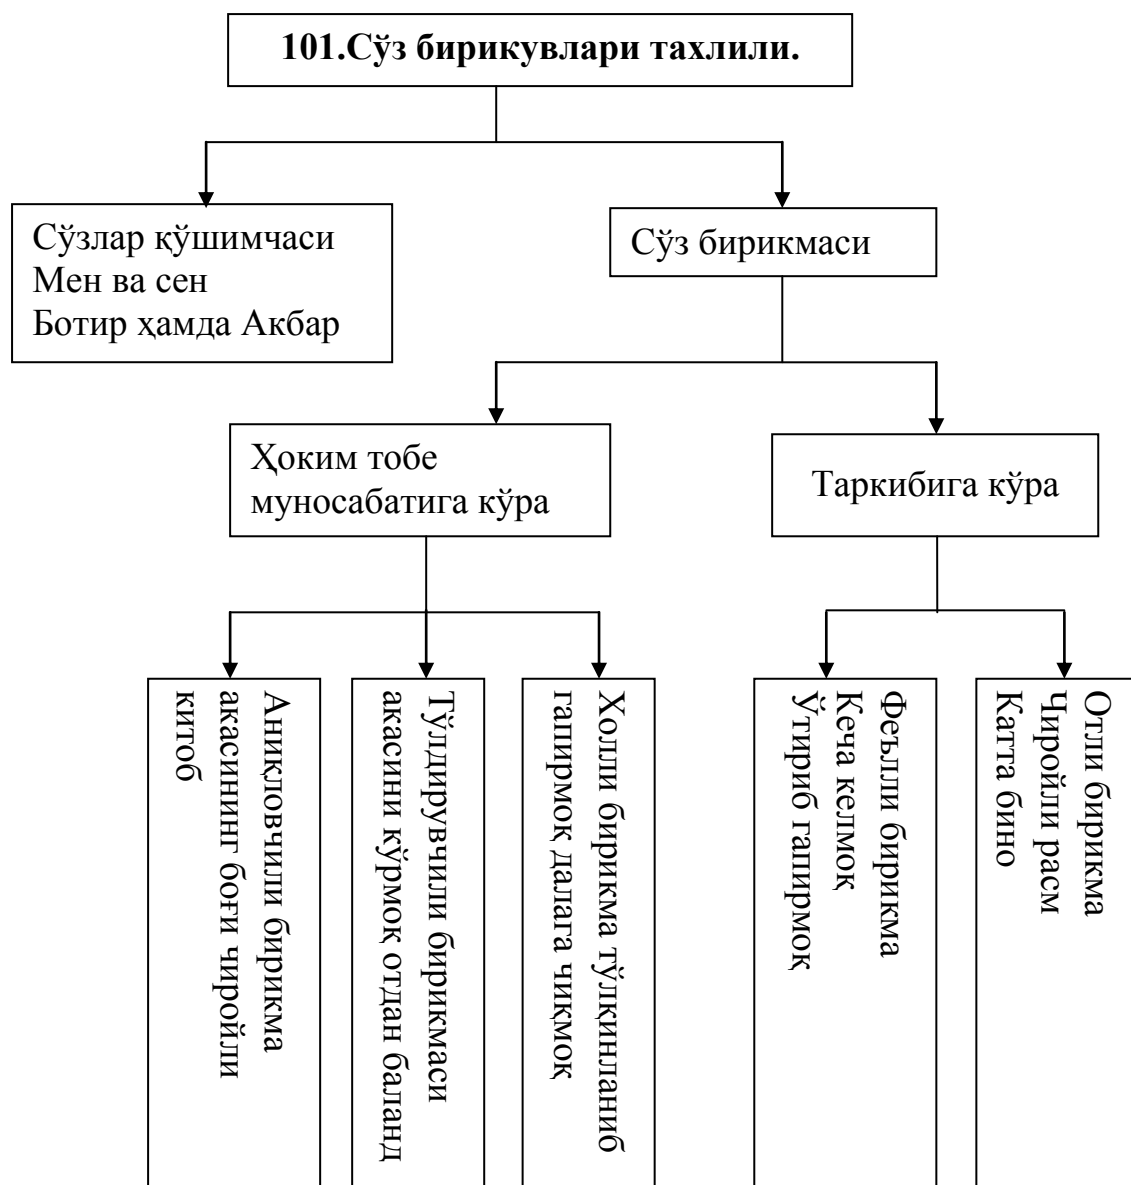 101.Сўз бирикувлари тахлили.
Сўзлар қўшимчаси
Мен ва сен
Ботир ҳамда Акбар
Сўз бирикмаси
Ҳоким тобе
муносабатига кўра
Таркибига кўра
Аниқловчили бирикма
акасининг боғи чиройли
китоб
Тўлдирувчили бирикмаси
акасини кўрмоқ отдан баланд
Ҳолли бирикма тўлқинланиб
гапирмоқ далага чиқмоқ
Феълли бирикма
Кеча келмоқ
Ўтириб гапирмоқ
Отли бирикма
Чиройли расм
Катта бино